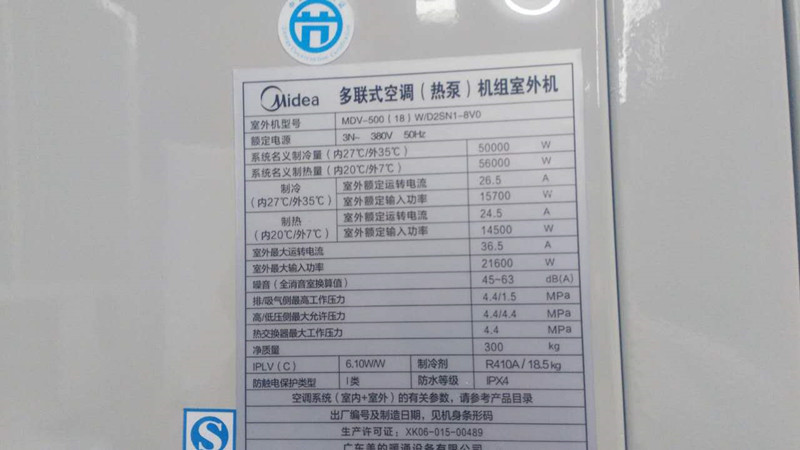 Midea 多联式空调(热泵)机组室外机
室外机型号 MDV-500(18)W/D2SN1-8V0
额定电源 3N~ 380V 50Hz
系统名义制冷量(内27℃/外35℃) 50000 W
系统名义制热量(内20℃/外7℃) 56000 W
制冷(内27℃/外35℃) 室外额定运转电流 26.5 A
室外额定输入功率 15700 W
制热(内20℃/外7℃) 室外额定运转电流 24.5 A
室外额定输入功率 14500 W
室外最大运转电流 36.5 A
室外最大输入功率 21600 W
噪音(全消音室换算值) 45~63 dB(A)
排/吸气侧最高工作压力 4.4/1.5 MPa
高/低压侧最大允许压力 4.4/4.4 MPa
热交换器最大工作压力 4.4 MPa
净质量 300 kg
IPLV(C) 6.10W/W 制冷剂 R410A/18.5kg
防触电保护类型 I类 防水等级 IPX4
空调系统(室内+室外)的有关参数,请参考产品目录
出厂编号及制造日期,见机身条形码
生产许可证:XK06-015-00489
广东美的暖通设备有限公司